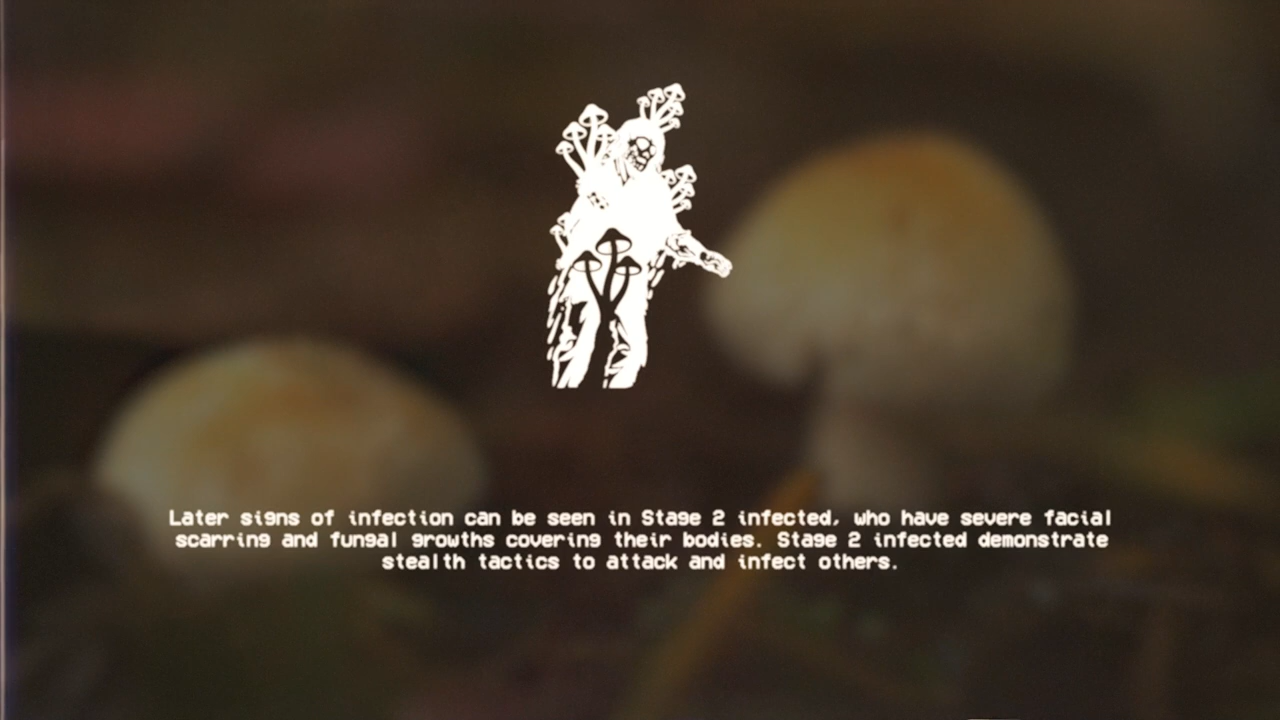 Later signs of infection can be seen in Stage 2 infected, who have severe facial
scarring and fungal growths covering their bodies. Stage 2 infected demonstrate
stealth tactics to attack and infect others.